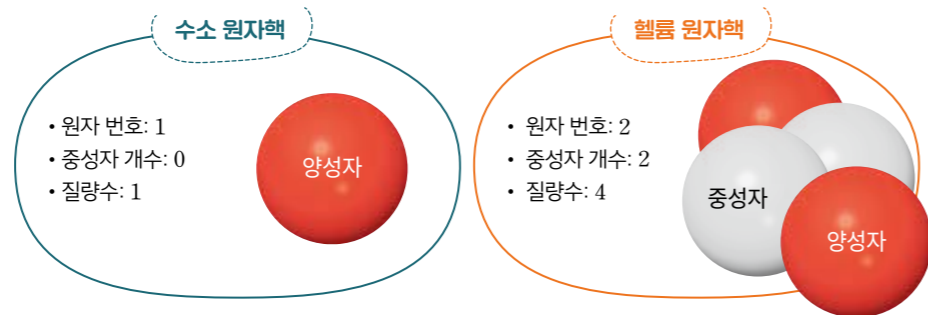 수소 원자핵
• 원자 번호: 1
• 중성자 개수: 0
• 질량수: 1
양성자
헬륨 원자핵
• 원자 번호: 2
• 중성자 개수: 2
• 질량수: 4
중성자
양성자